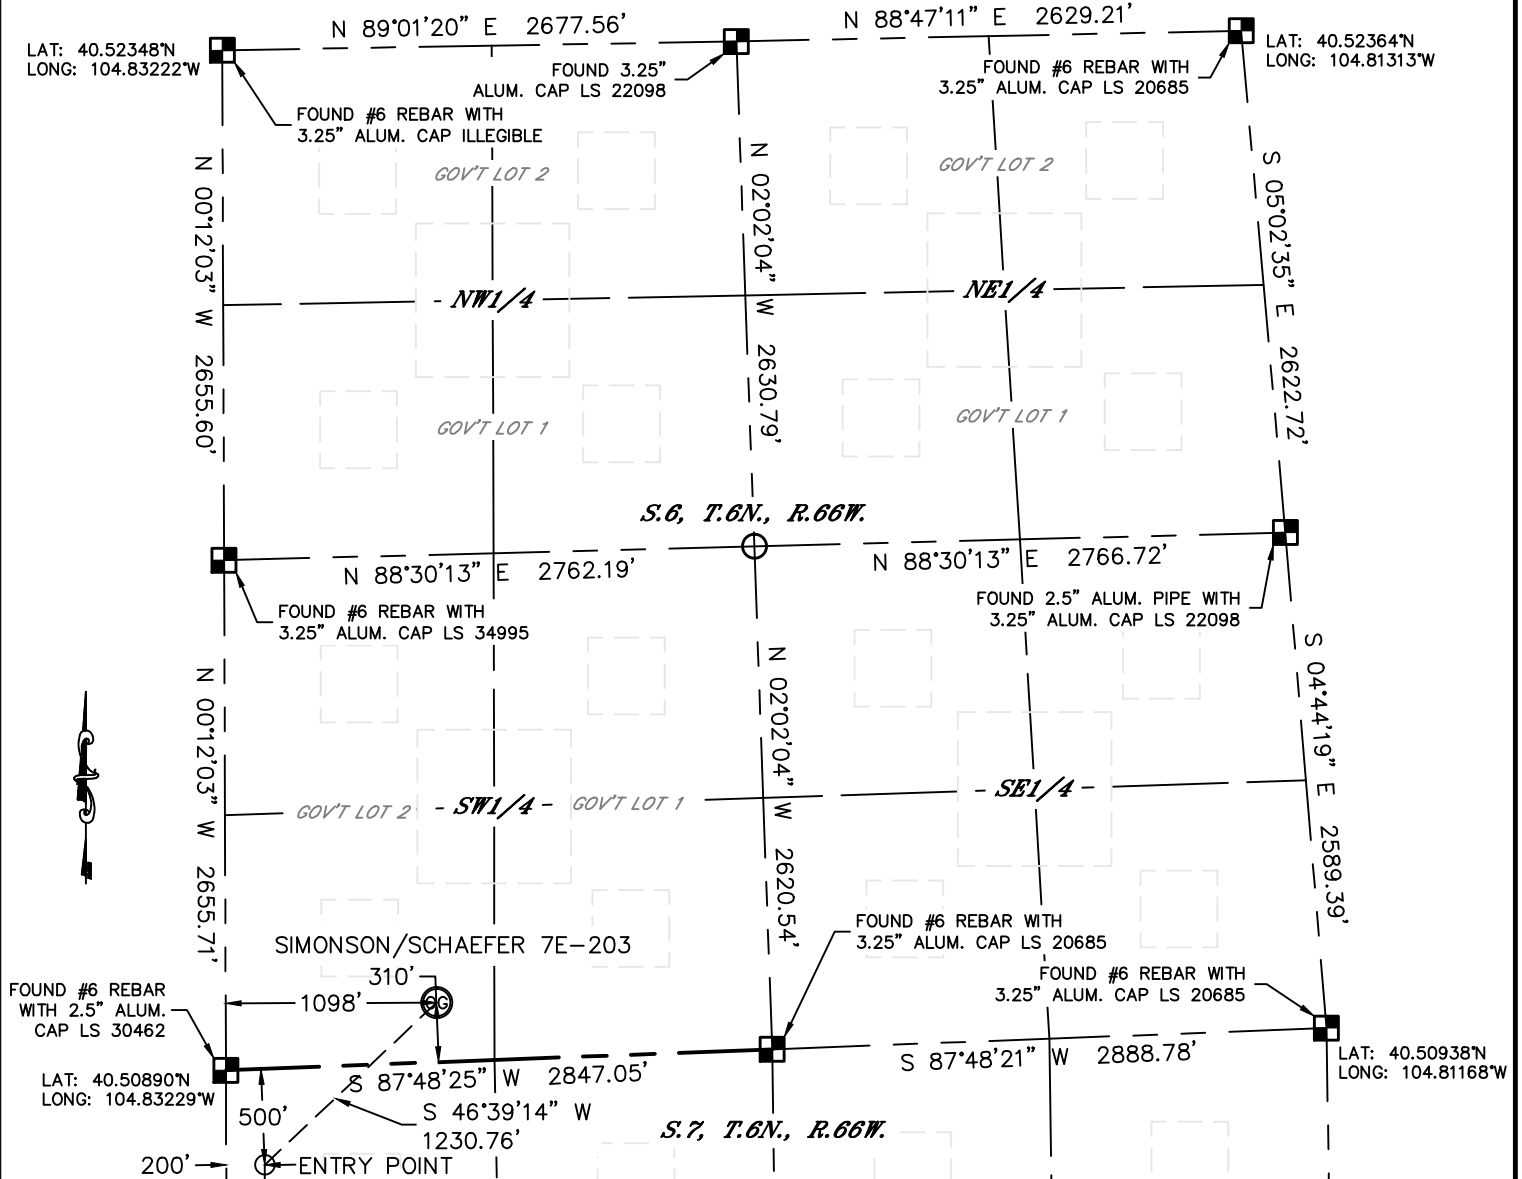 N 89°01'20" E 2677.56'
N 88°47'11" E 2629.21'
LAT: 40.52348°N
LONG: 104.83222°W
LAT: 40.52364°N
LONG: 104.81313°W
FOUND 3.25"
ALUM. CAP LS 22098
FOUND #6 REBAR WITH
3.25" ALUM. CAP LS 20685
FOUND #6 REBAR WITH
3.25" ALUM. CAP ILLEGIBLE
GOV'T LOT 2
GOV'T LOT 2
N 00°12'03" W 2655.60'
N 02°02'04" W 2630.79'
S 05°02'35" E 2622.72'
NW1/4
NE1/4
GOV'T LOT 1
GOV'T LOT 1
S.6, T.6N., R.66W.
N 88°30'13" E 2762.19'
N 88°30'13" E 2766.72'
FOUND #6 REBAR WITH
3.25" ALUM. CAP LS 34995
FOUND 2.5" ALUM. PIPE WITH
3.25" ALUM. CAP LS 22098
N 00°12'03" W 2655.71'
N 02°02'04" W 2620.54'
S 04°44'19" E 2589.39'
GOV'T LOT 2
SW1/4
GOV'T LOT 1
SE1/4
SIMONSON/SCHAEFER 7E-203
310'
1098'
OG
FOUND #6 REBAR WITH
3.25" ALUM. CAP LS 20685
FOUND #6 REBAR WITH
3.25" ALUM. CAP LS 20685
FOUND #6 REBAR
WITH 2.5" ALUM.
CAP LS 30462
LAT: 40.50890°N
LONG: 104.83229°W
S 87°48'25" W 2847.05'
S 87°48'21" W 2888.78'
LAT: 40.50938°N
LONG: 104.81168°W
500'
S 46°39'14" W
1230.76'
S.7, T.6N., R.66W.
200'
ENTRY POINT